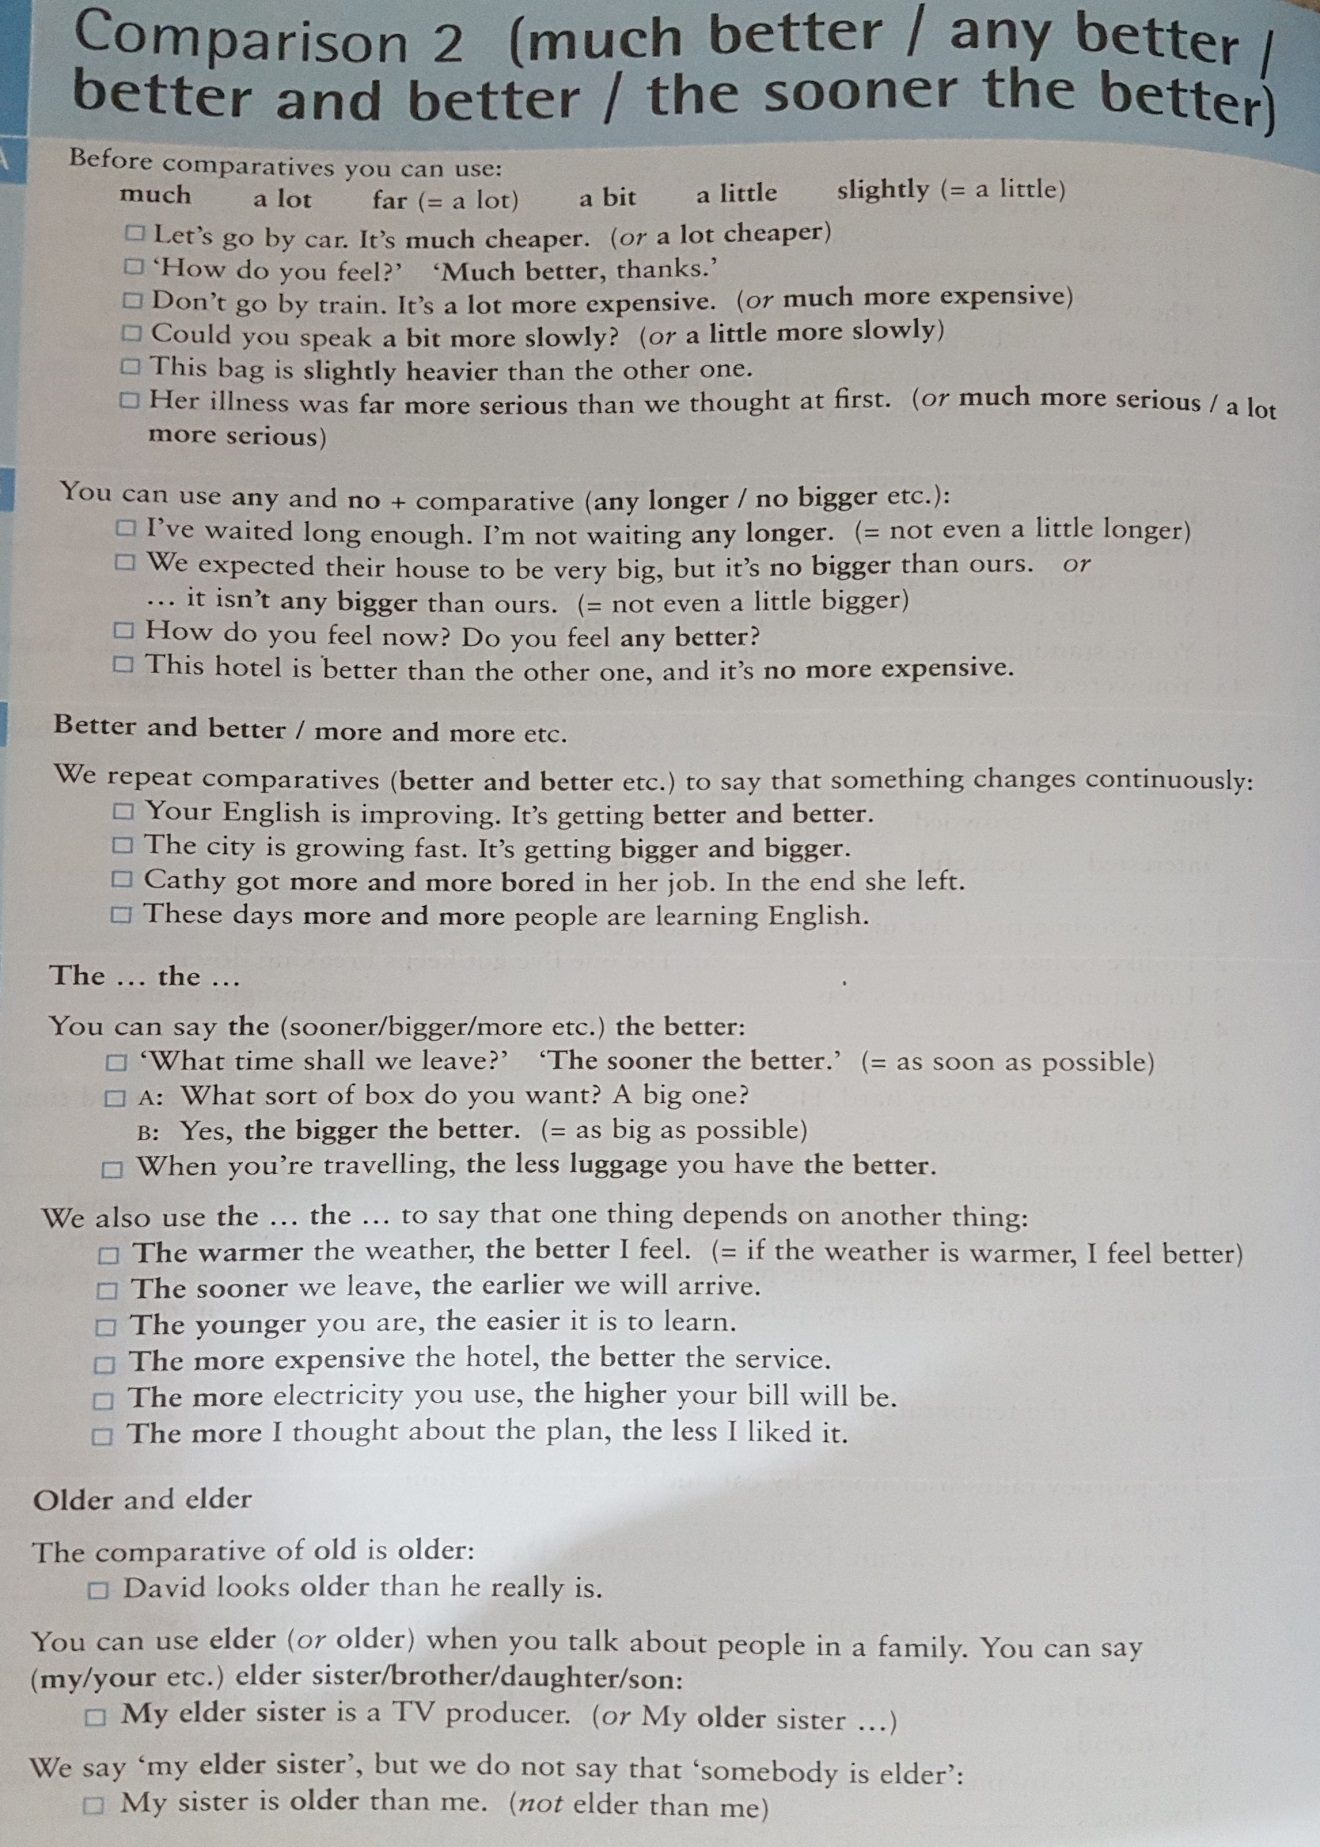 Comparison 2 (much better / any better /
better and better / the sooner the better)
A
Before comparatives you can use:
much a lot far (= a lot) a bit a little slightly (= a little)
Let's go by car. It's much cheaper. (or a lot cheaper)
'How do you feel?' 'Much better, thanks.'
Don't go by train. It's a lot more expensive. (or much more expensive)
Could you speak a bit more slowly? (or a little more slowly)
This bag is slightly heavier than the other one.
Her illness was far more serious than we thought at first. (or much more serious / a lot
more serious)
You can use any and no + comparative (any longer / no bigger etc.):
I've waited long enough. I'm not waiting any longer. (= not even a little longer)
We expected their house to be very big, but it's no bigger than ours. or
... it isn't any bigger than ours. (= not even a little bigger)
How do you feel now? Do you feel any better?
This hotel is better than the other one, and it's no more expensive.
Better and better / more and more etc.
We repeat comparatives (better and better etc.) to say that something changes continuously:
Your English is improving. It's getting better and better.
The city is growing fast. It's getting bigger and bigger.
Cathy got more and more bored in her job. In the end she left.
These days more and more people are learning English.
The ... the ...
You can say the (sooner/bigger/more etc.) the better:
'What time shall we leave?' 'The sooner the better.' (= as soon as possible)
A: What sort of box do you want? A big one?
B: Yes, the bigger the better. (= as big as possible)
When you're travelling, the less luggage you have the better.
We also use the ... the ... to say that one thing depends on another thing:
The warmer the weather, the better I feel. (= if the weather is warmer, I feel better)
The sooner we leave, the earlier we will arrive.
The younger you are, the easier it is to learn.
The more expensive the hotel, the better the service.
The more electricity you use, the higher your bill will be.
The more I thought about the plan, the less I liked it.
Older and elder
The comparative of old is older:
David looks older than he really is.
You can use elder (or older) when you talk about people in a family. You can say
(my/your etc.) elder sister/brother/daughter/son:
My elder sister is a TV producer. (or My older sister ...)
We say 'my elder sister', but we do not say that 'somebody is elder':
My sister is older than me. (not elder than me)